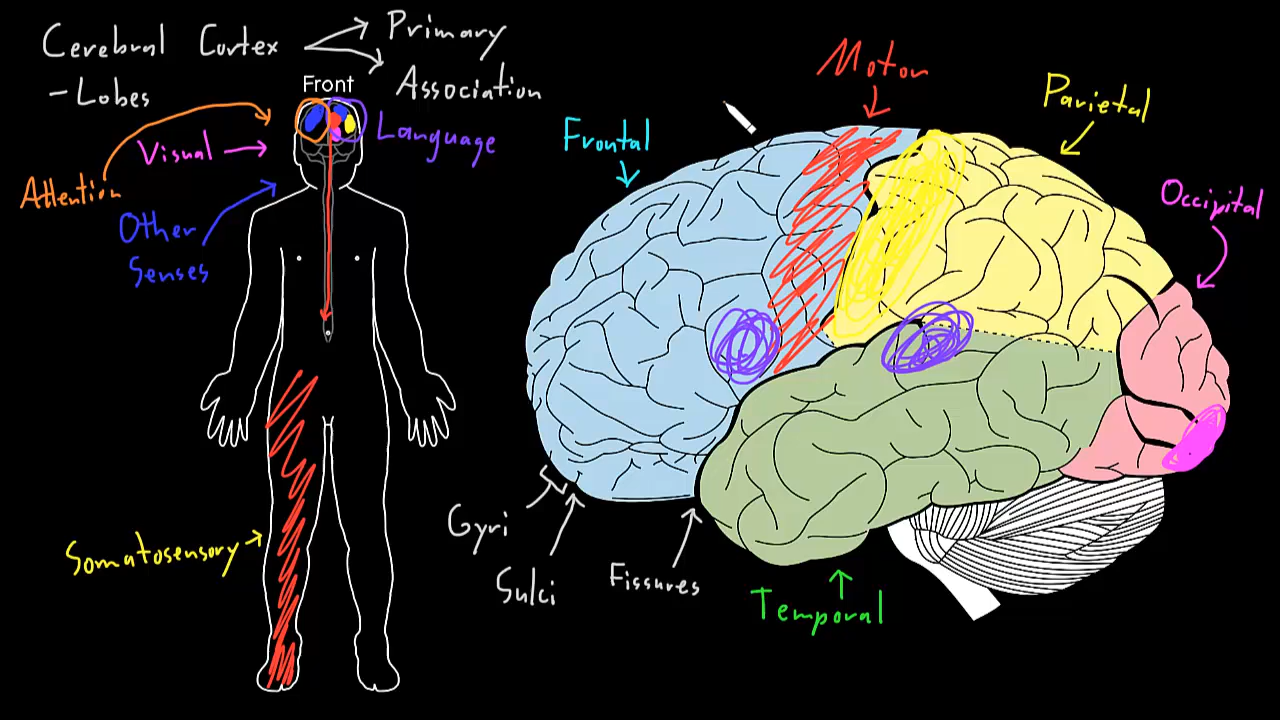 Cerebral Cortex
Primary
Association
-Lobes
Front
Language
Visual
Attention
Other
Senses
Somatosensory
Motor
Frontal
Parietal
Occipital
Gyri
Sulci
Fissures
Temporal